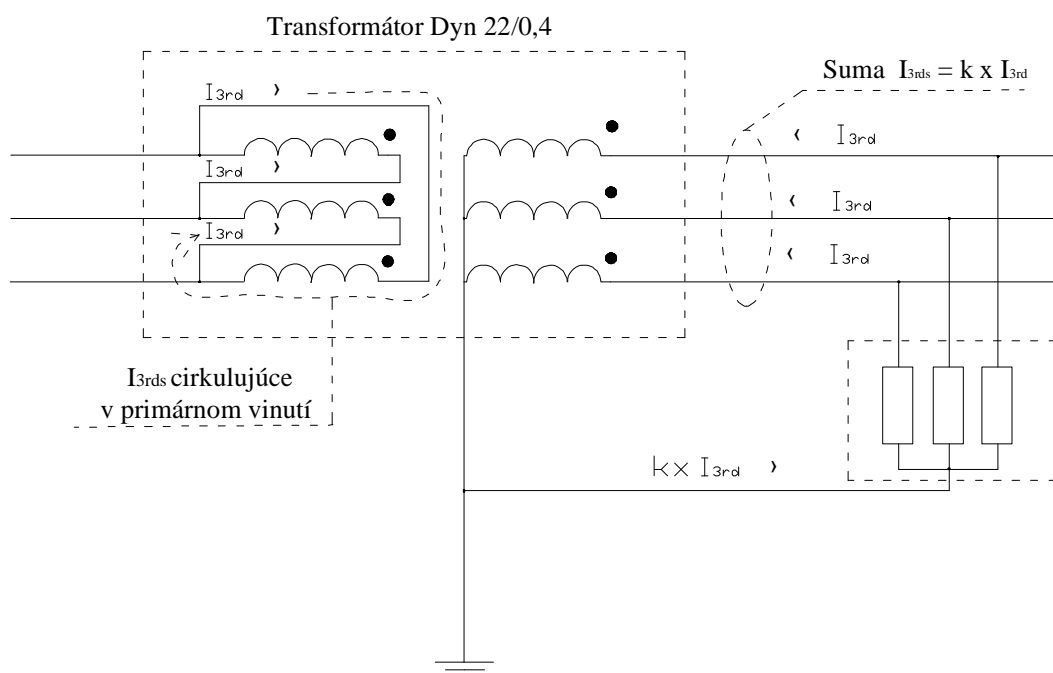 Transformátor Dyn 22/0,4
Suma I3rds = k x I3rd
I3rd
I3rd
I3rd
I3rd
I3rd
I3rd
I3rds cirkulujúce
v primárnom vinutí
k x I3rd